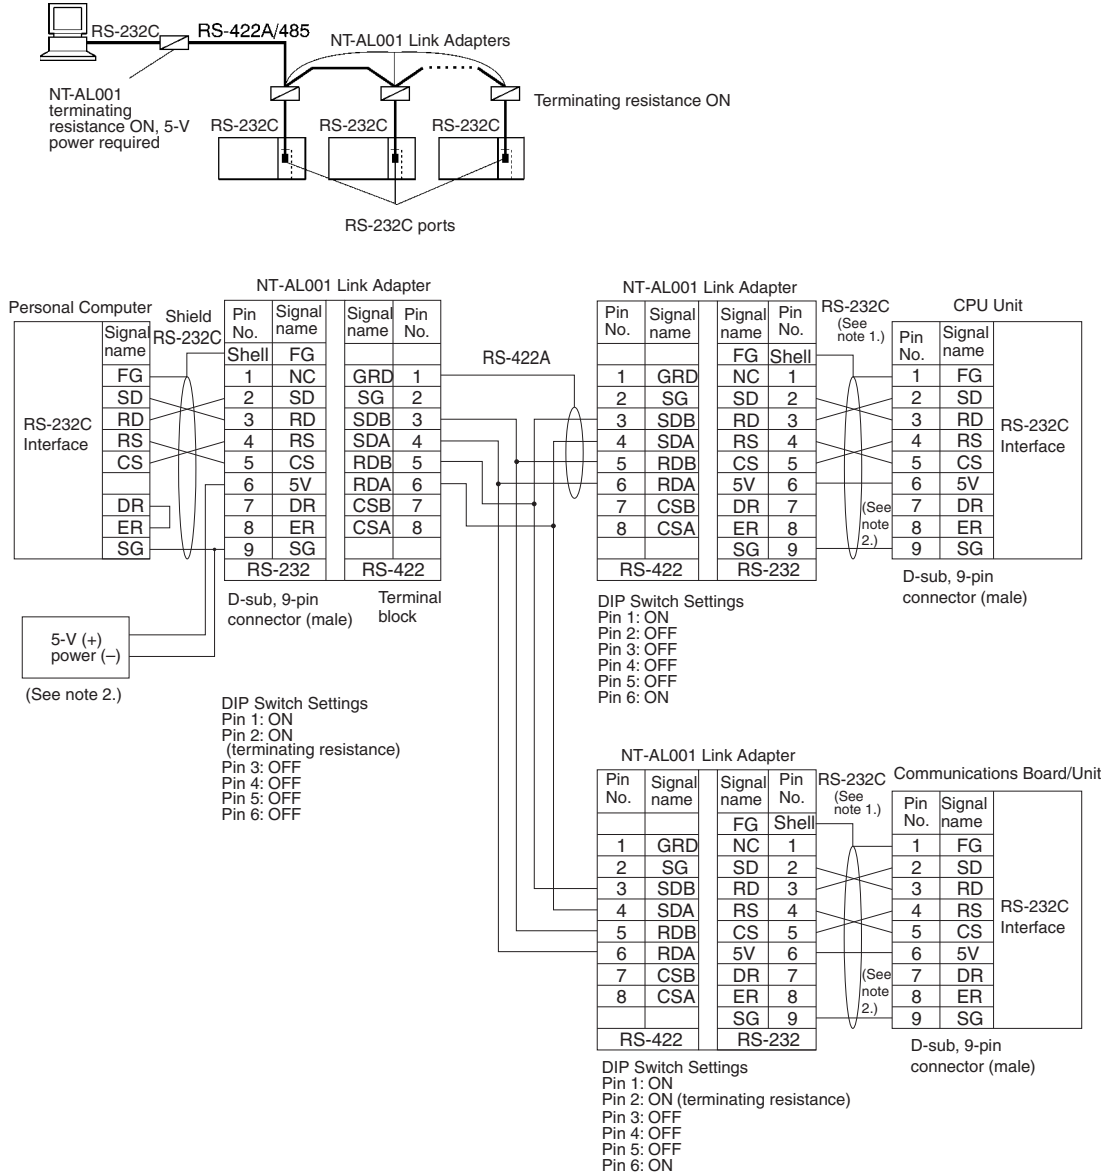 RS-232C
RS-422A/485
NT-AL001 Link Adapters
NT-AL001
terminating
resistance ON, 5-V
power required
Terminating resistance ON
RS-232C
RS-232C
RS-232C
RS-232C ports
Personal Computer
Signal
name
FG
SD
RD
RS
CS
DR
ER
SG
RS-232C
Interface
Shield
RS-232C
NT-AL001 Link Adapter
Pin No. Signal name Signal name Pin No.
Shell FG
1 NC GRD 1
2 SD SG 2
3 RD SDB 3
4 RS SDA 4
5 CS RDB 5
6 5V RDA 6
7 DR CSB 7
8 ER CSA 8
9 SG
RS-232 RS-422
D-sub, 9-pin
connector (male)
Terminal
block
5-V (+)
power (–)
(See note 2.)
DIP Switch Settings
Pin 1: ON
Pin 2: ON
(terminating resistance)
Pin 3: OFF
Pin 4: OFF
Pin 5: OFF
Pin 6: OFF
RS-422A
NT-AL001 Link Adapter
Pin No. Signal name Signal name Pin No.
FG Shell
1 GRD NC 1
2 SG SD 2
3 SDB RD 3
4 SDA RS 4
5 RDB CS 5
6 RDA 5V 6
7 CSB DR 7
8 CSA ER 8
SG 9
RS-422 RS-232
RS-232C
(See
note 1.)
(See
note
2.)
CPU Unit
Pin No. Signal name
1 FG
2 SD
3 RD
4 RS
5 CS
6 5V
7 DR
8 ER
9 SG
RS-232C
Interface
D-sub, 9-pin
connector (male)
DIP Switch Settings
Pin 1: ON
Pin 2: OFF
Pin 3: OFF
Pin 4: OFF
Pin 5: OFF
Pin 6: ON
NT-AL001 Link Adapter
Pin No. Signal name Signal name Pin No.
FG Shell
1 GRD NC 1
2 SG SD 2
3 SDB RD 3
4 SDA RS 4
5 RDB CS 5
6 RDA 5V 6
7 CSB DR 7
8 CSA ER 8
SG 9
RS-422 RS-232
RS-232C
(See
note 1.)
(See
note
2.)
Communications Board/Unit
Pin No. Signal name
1 FG
2 SD
3 RD
4 RS
5 CS
6 5V
7 DR
8 ER
9 SG
RS-232C
Interface
D-sub, 9-pin
connector (male)
DIP Switch Settings
Pin 1: ON
Pin 2: ON (terminating resistance)
Pin 3: OFF
Pin 4: OFF
Pin 5: OFF
Pin 6: ON